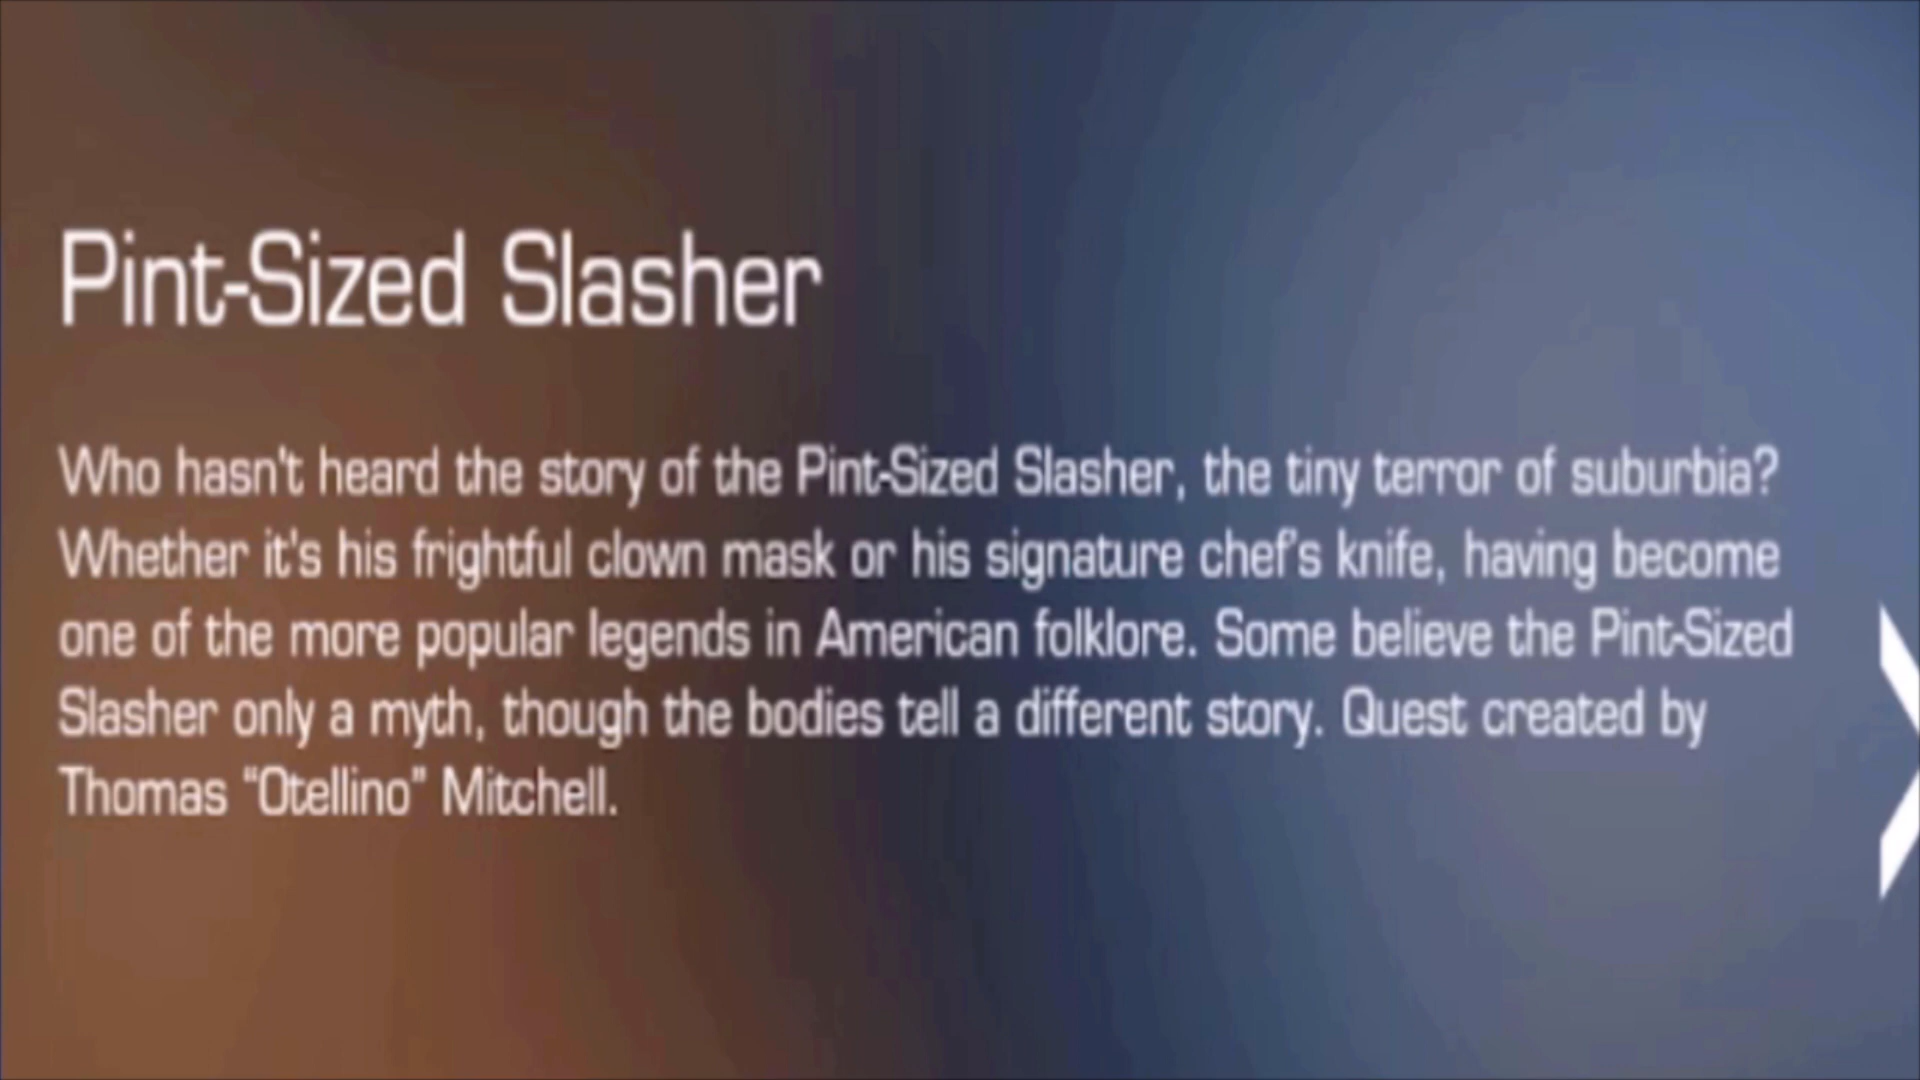 Pint-Sized Slasher
Who hasn't heard the story of the Pint-Sized Slasher, the tiny terror of suburbia?
Whether it's his frightful clown mask or his signature chef's knife, having become
one of the more popular legends in American folklore. Some believe the Pint-Sized
Slasher only a myth, though the bodies tell a different story. Quest created by
Thomas “Otellino” Mitchell.